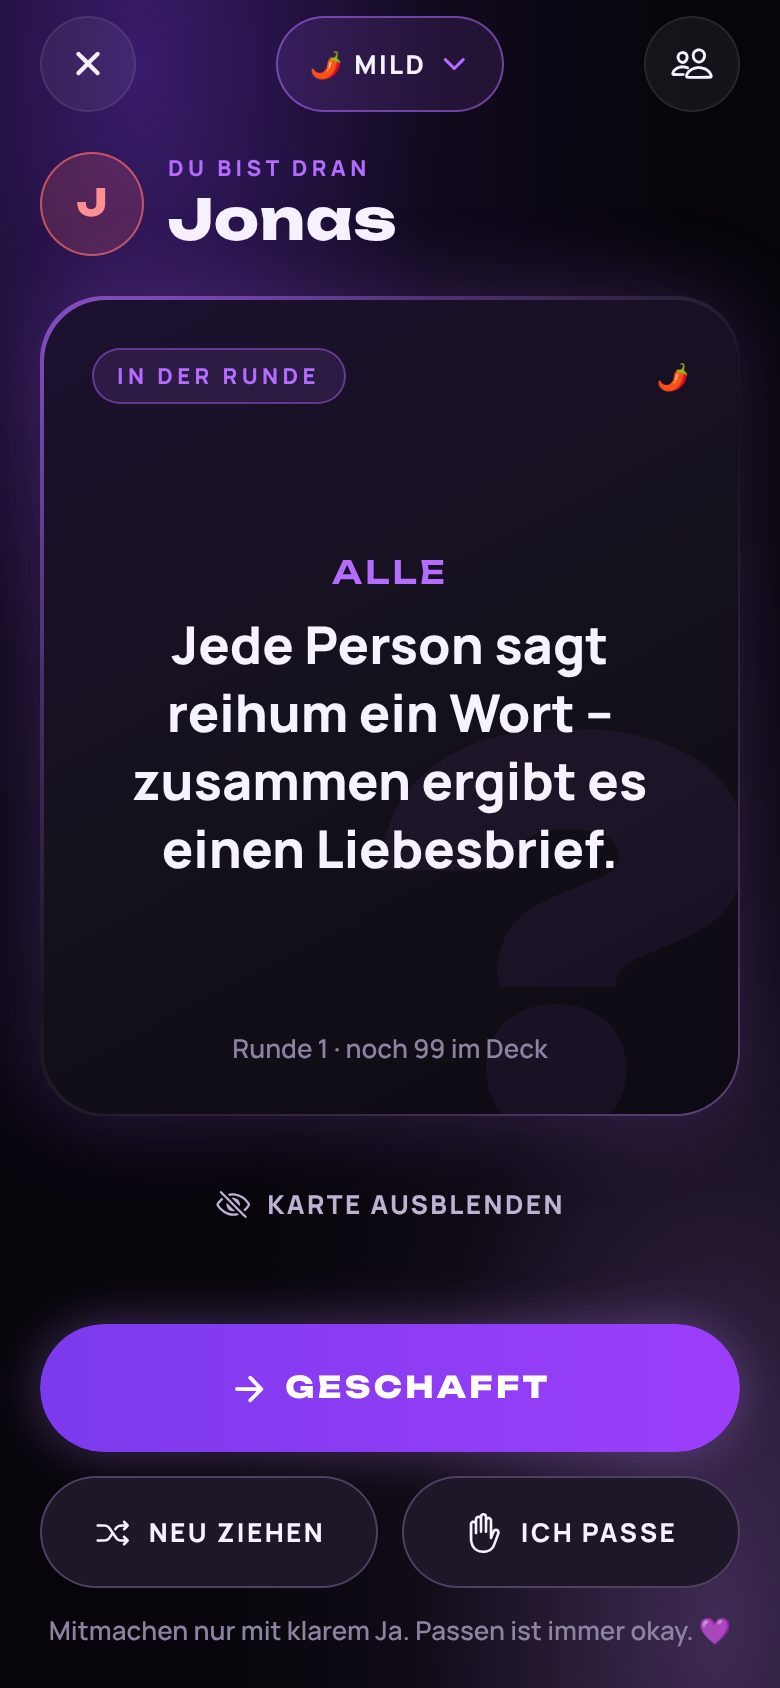 🌶️ MILD
DU BIST DRAN
J
Jonas
IN DER RUNDE
🌶️
ALLE
Jede Person sagt
reihum ein Wort –
zusammen ergibt es
einen Liebesbrief.
?
Runde 1 · noch 99 im Deck
KARTE AUSBLENDEN
→ GESCHAFFT
NEU ZIEHEN
ICH PASSE
Mitmachen nur mit klarem Ja. Passen ist immer okay. 💜